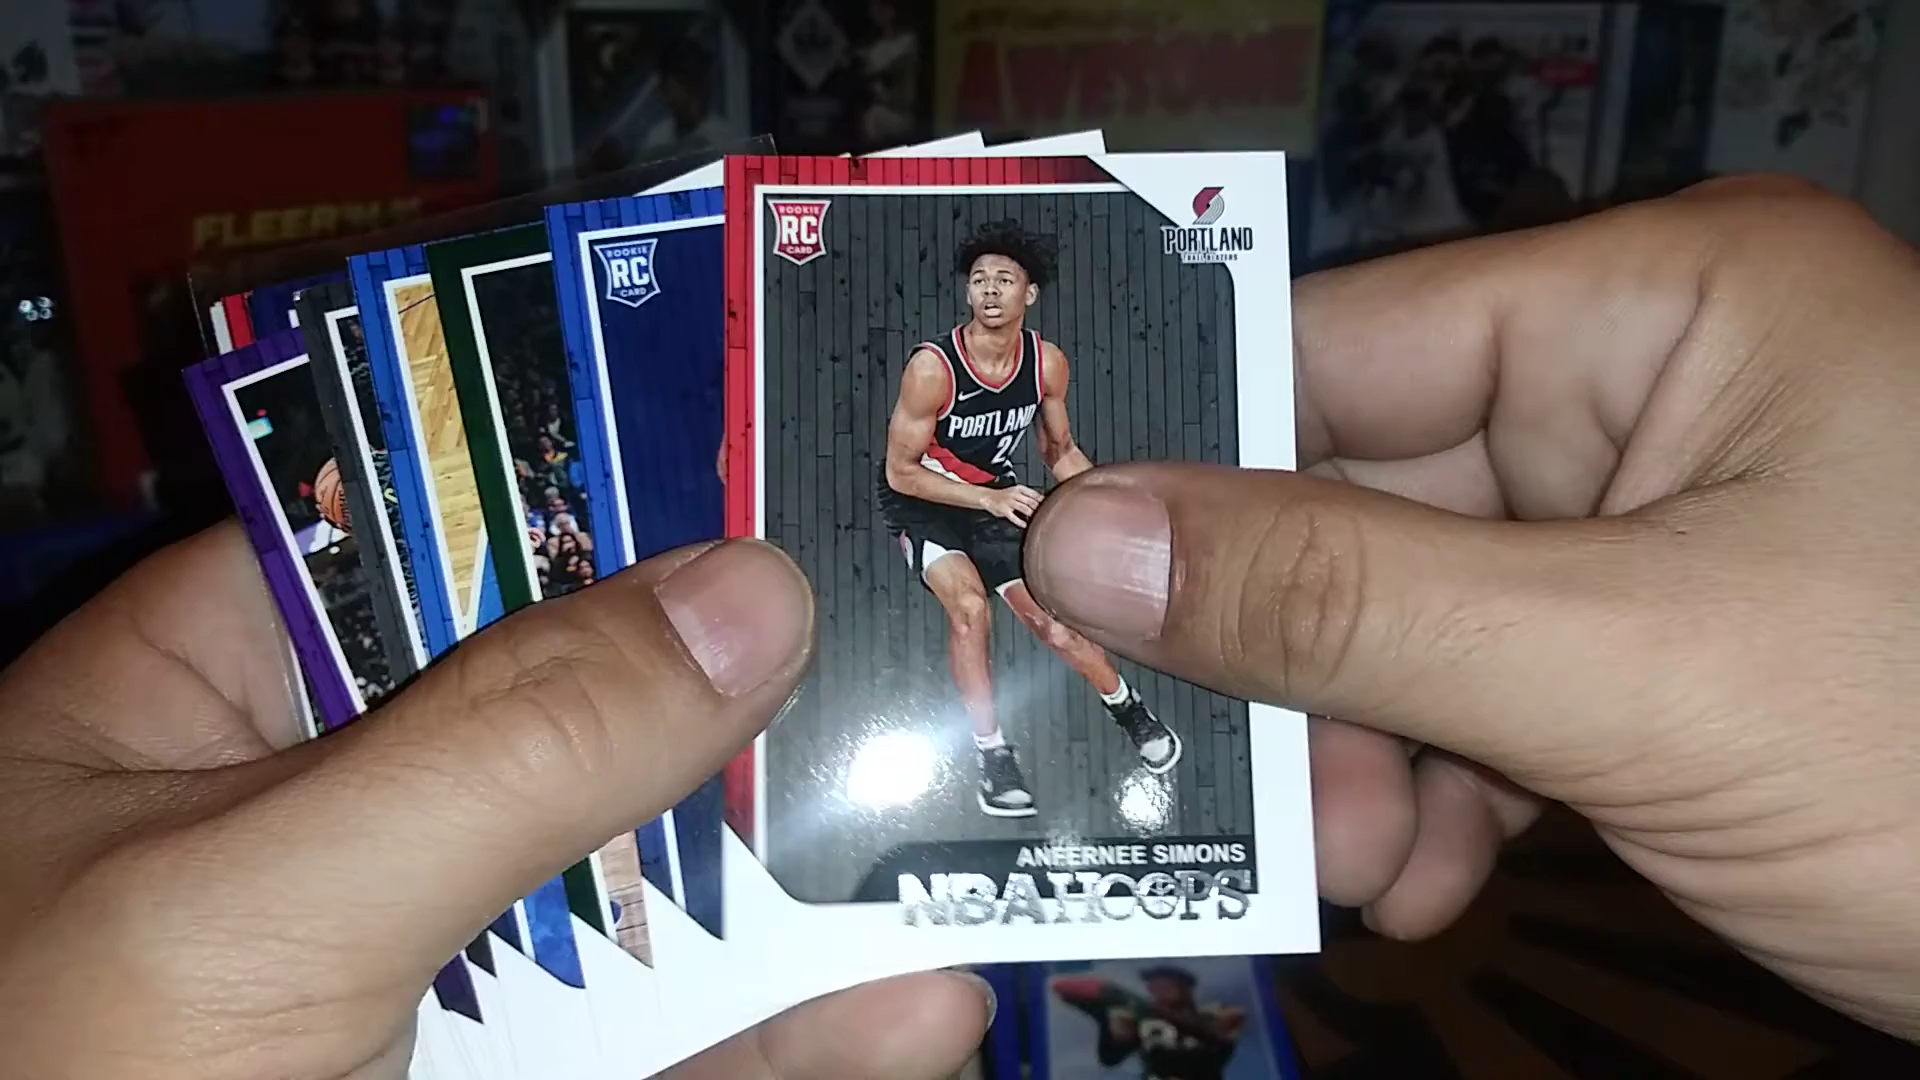 AWESOME
FLEER
ROOKIE
RC
CARD
ROOKIE
RC
CARD
PORTLAND
TRAIL BLAZERS
PORTLAND
ANFERNEE SIMONS
NBA HOOPS